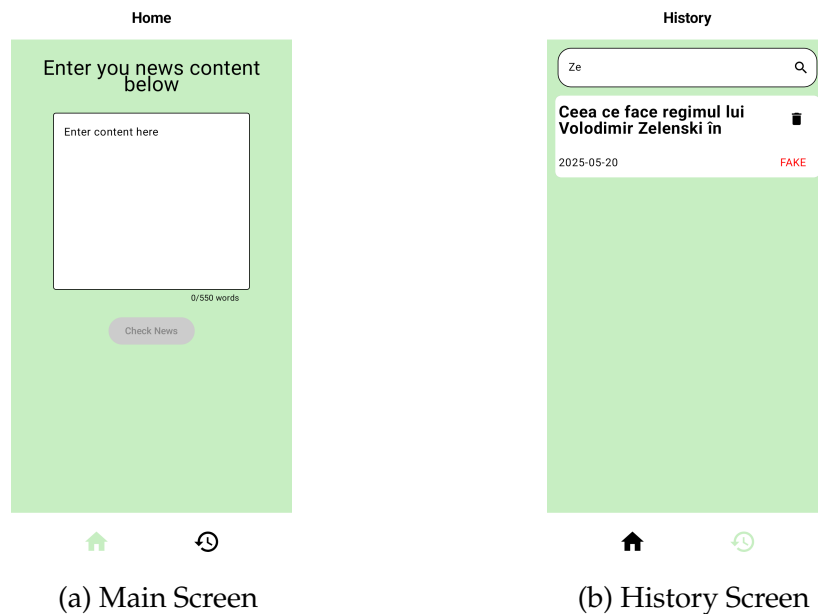 Home
Enter you news content
below
Enter content here
0/550 words
Check News
(a) Main Screen
History
Ze
Ceea ce face regimul lui
Volodimir Zelenski în
2025-05-20
FAKE
(b) History Screen